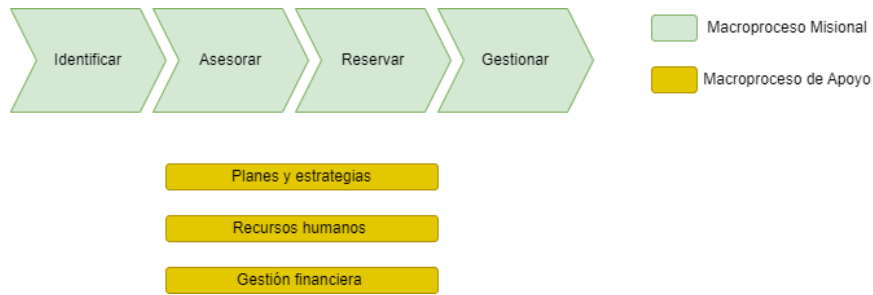 Identificar
Asesorar
Reservar
Gestionar
Macroproceso Misional
Macroproceso de Apoyo
Planes y estrategias
Recursos humanos
Gestión financiera